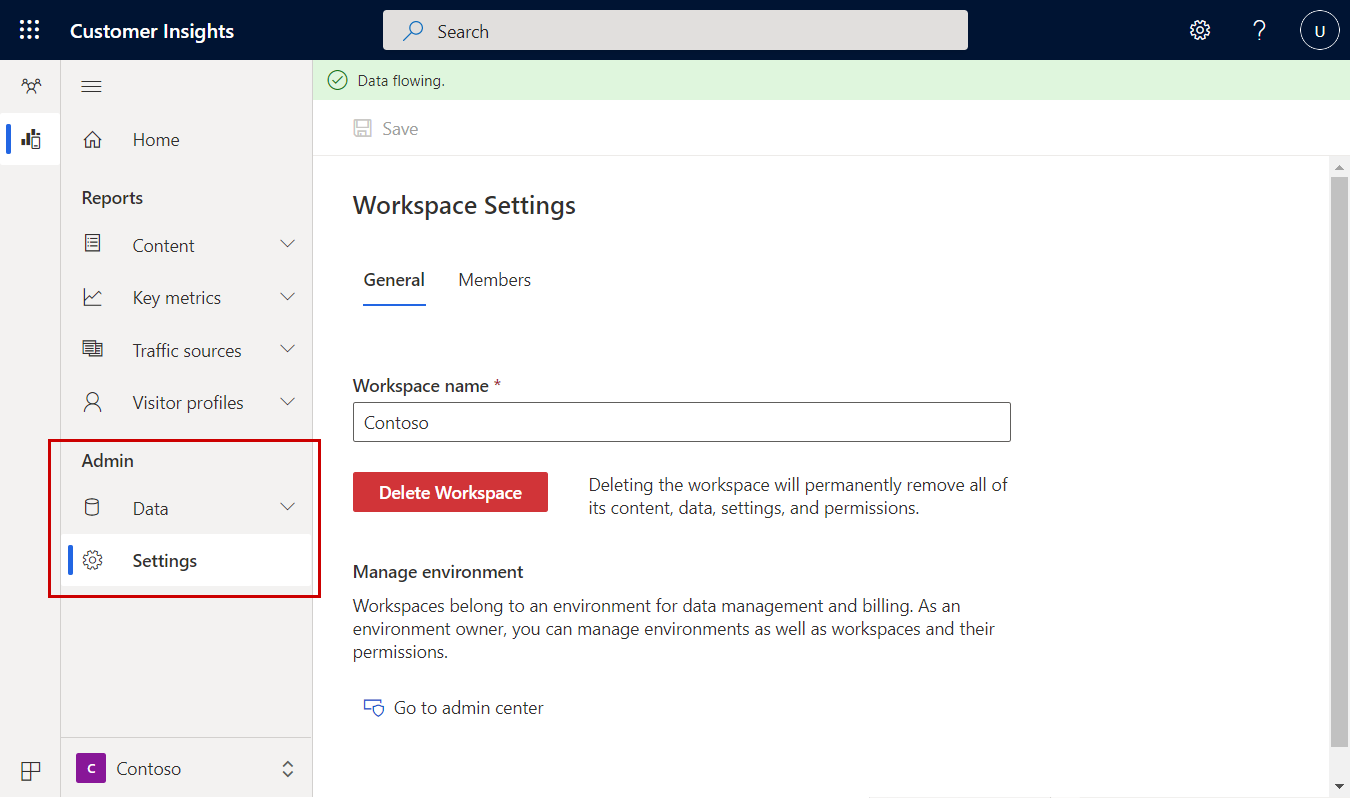 Customer Insights
Search
U
Data flowing.
Home
Save
Reports
Workspace Settings
Content
General
Members
Key metrics
Traffic sources
Visitor profiles
Workspace name *
Contoso
Admin
Data
Delete Workspace
Deleting the workspace will permanently remove all of
its content, data, settings, and permissions.
Settings
Manage environment
Workspaces belong to an environment for data management and billing. As an
environment owner, you can manage environments as well as workspaces and their
permissions.
Go to admin center
C
Contoso